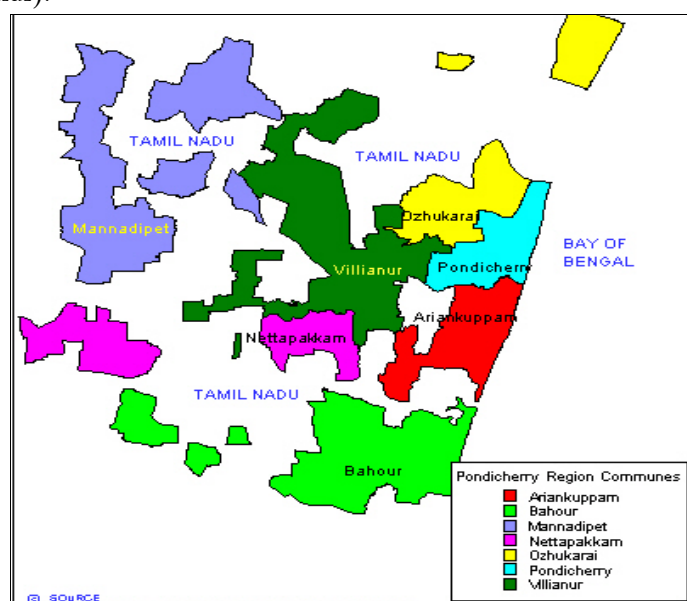 TAMIL NADU
TAMIL NADU
Ozhukarai
Mannadipet
BAY OF
BENGAL
Villianur
Pondicherry
Ariankuppam
Nettapakkam
TAMIL NADU
Bahour
Pondicherry Region Communes
Ariankuppam
Bahour
Mannadipet
Nettapakkam
Ozhukarai
Pondicherry
Villianur
© SOURCE